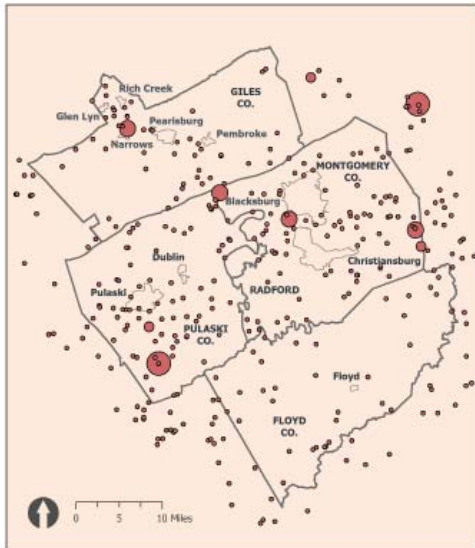 Rich Creek
GILES
CO.
Glen Lyn
Pearisburg
Narrows
Pembroke
MONTGOMERY
CO.
Blacksburg
Dublin
Christiansburg
Pulaski
RADFORD
PULASKI
CO.
Floyd
FLOYD
CO.
0 5 10 Miles